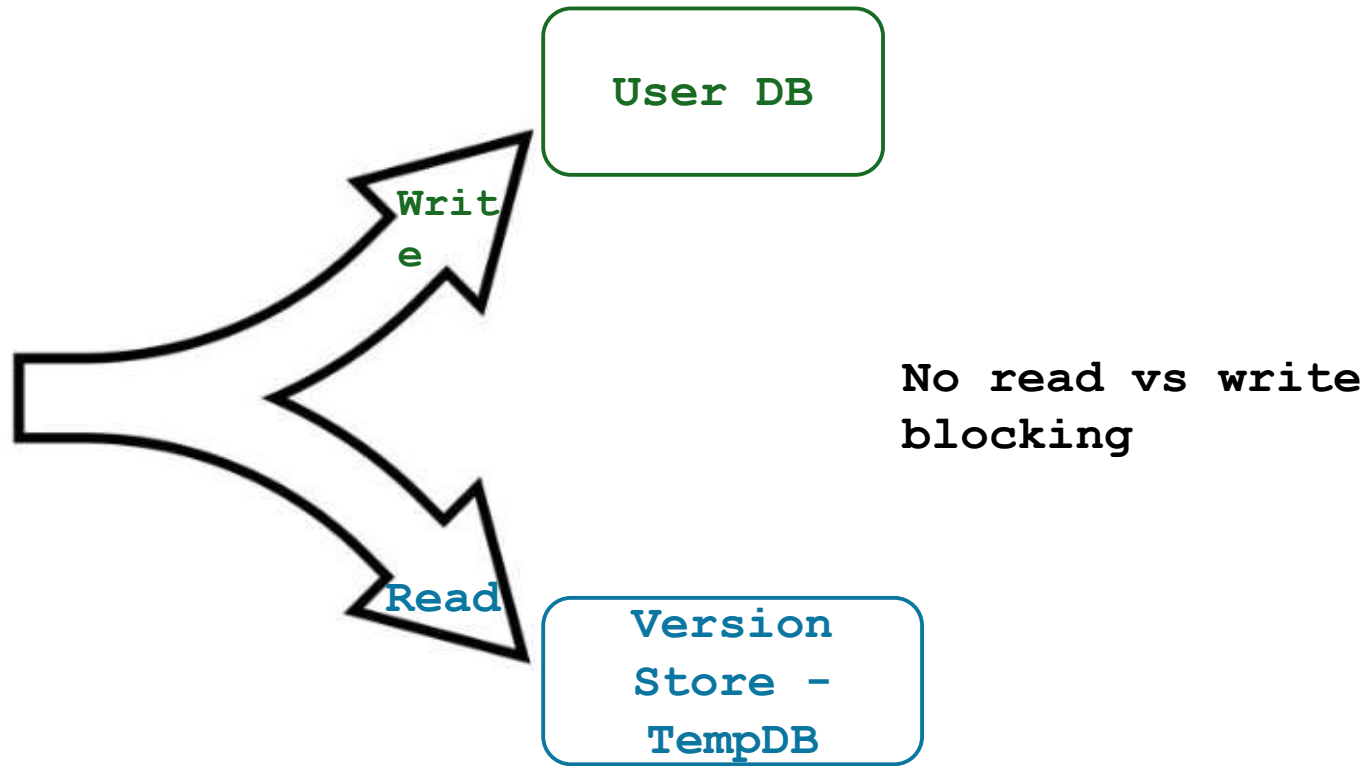 User DB
Writ
e
No read vs write
blocking
Read
Version
Store -
TempDB